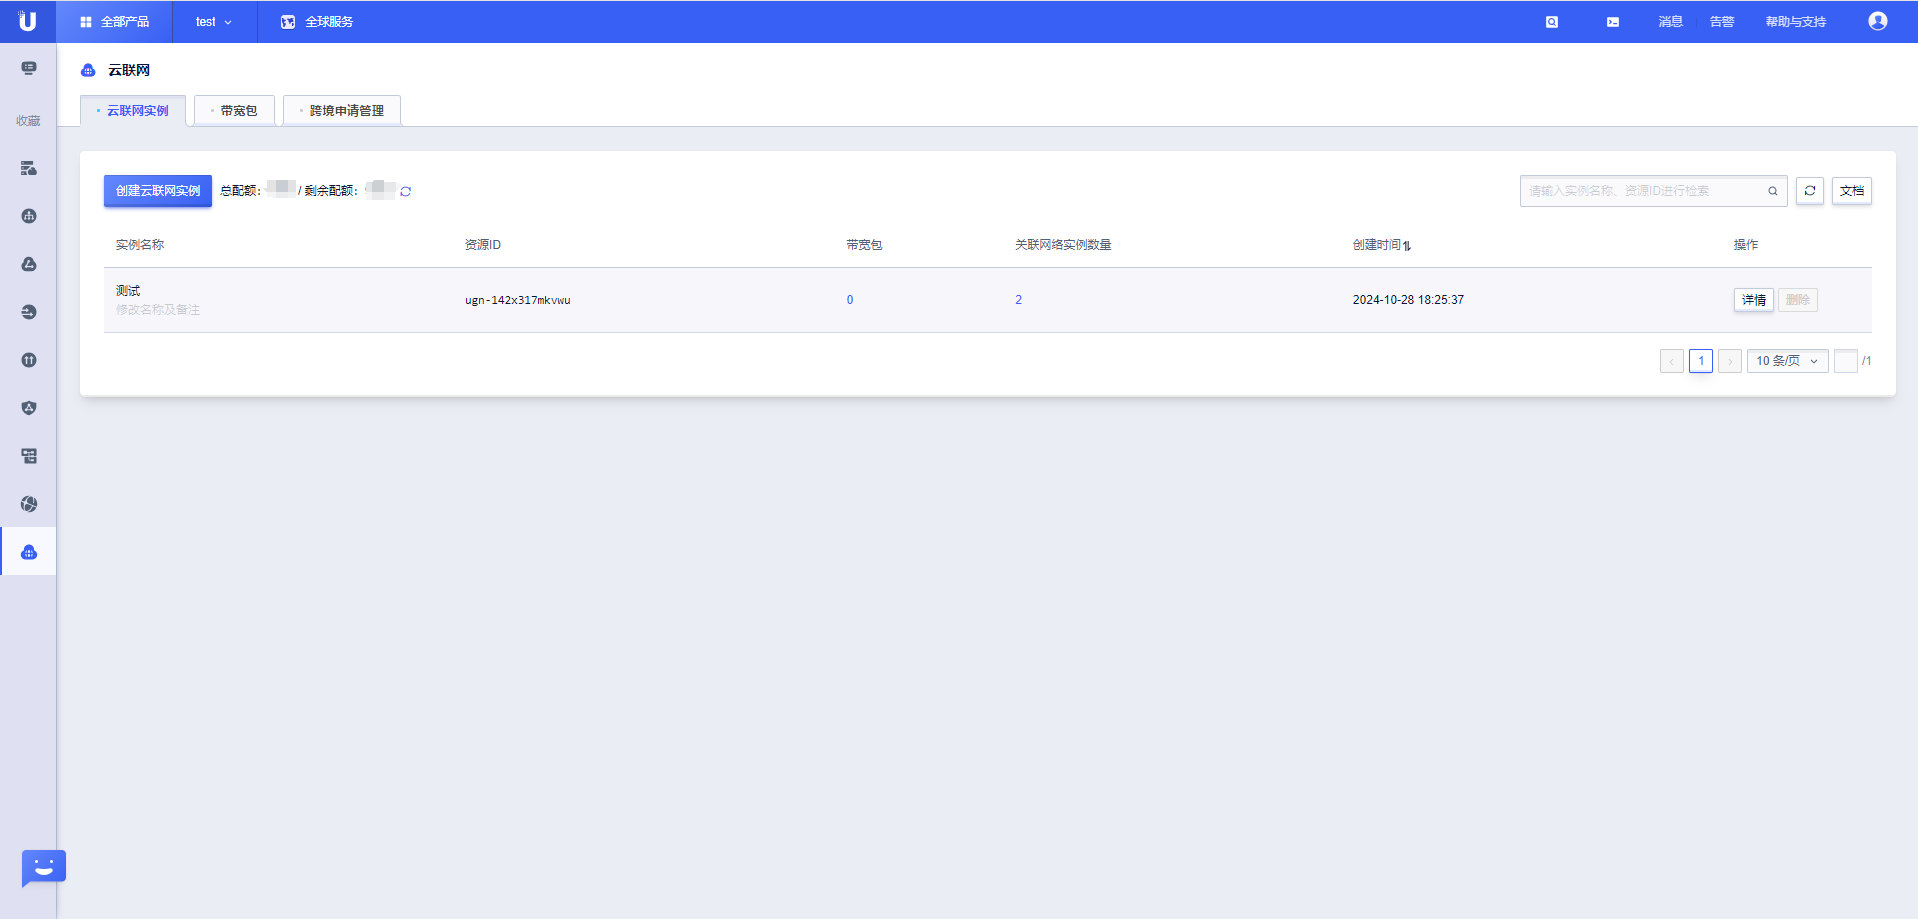 U 全部产品 test 全球服务 消息 告警 帮助与支持
云联网
收藏
云联网实例 带宽包 跨境申请管理
创建云联网实例 总配额： / 剩余配额： 请输入实例名称、资源ID进行检索 文档
实例名称 资源ID 带宽包 关联网络实例数量 创建时间 操作
测试
修改名称及备注
ugn-142x317mkvwu 0 2 2024-10-28 18:25:37 详情 删除
1 10 条/页 /1